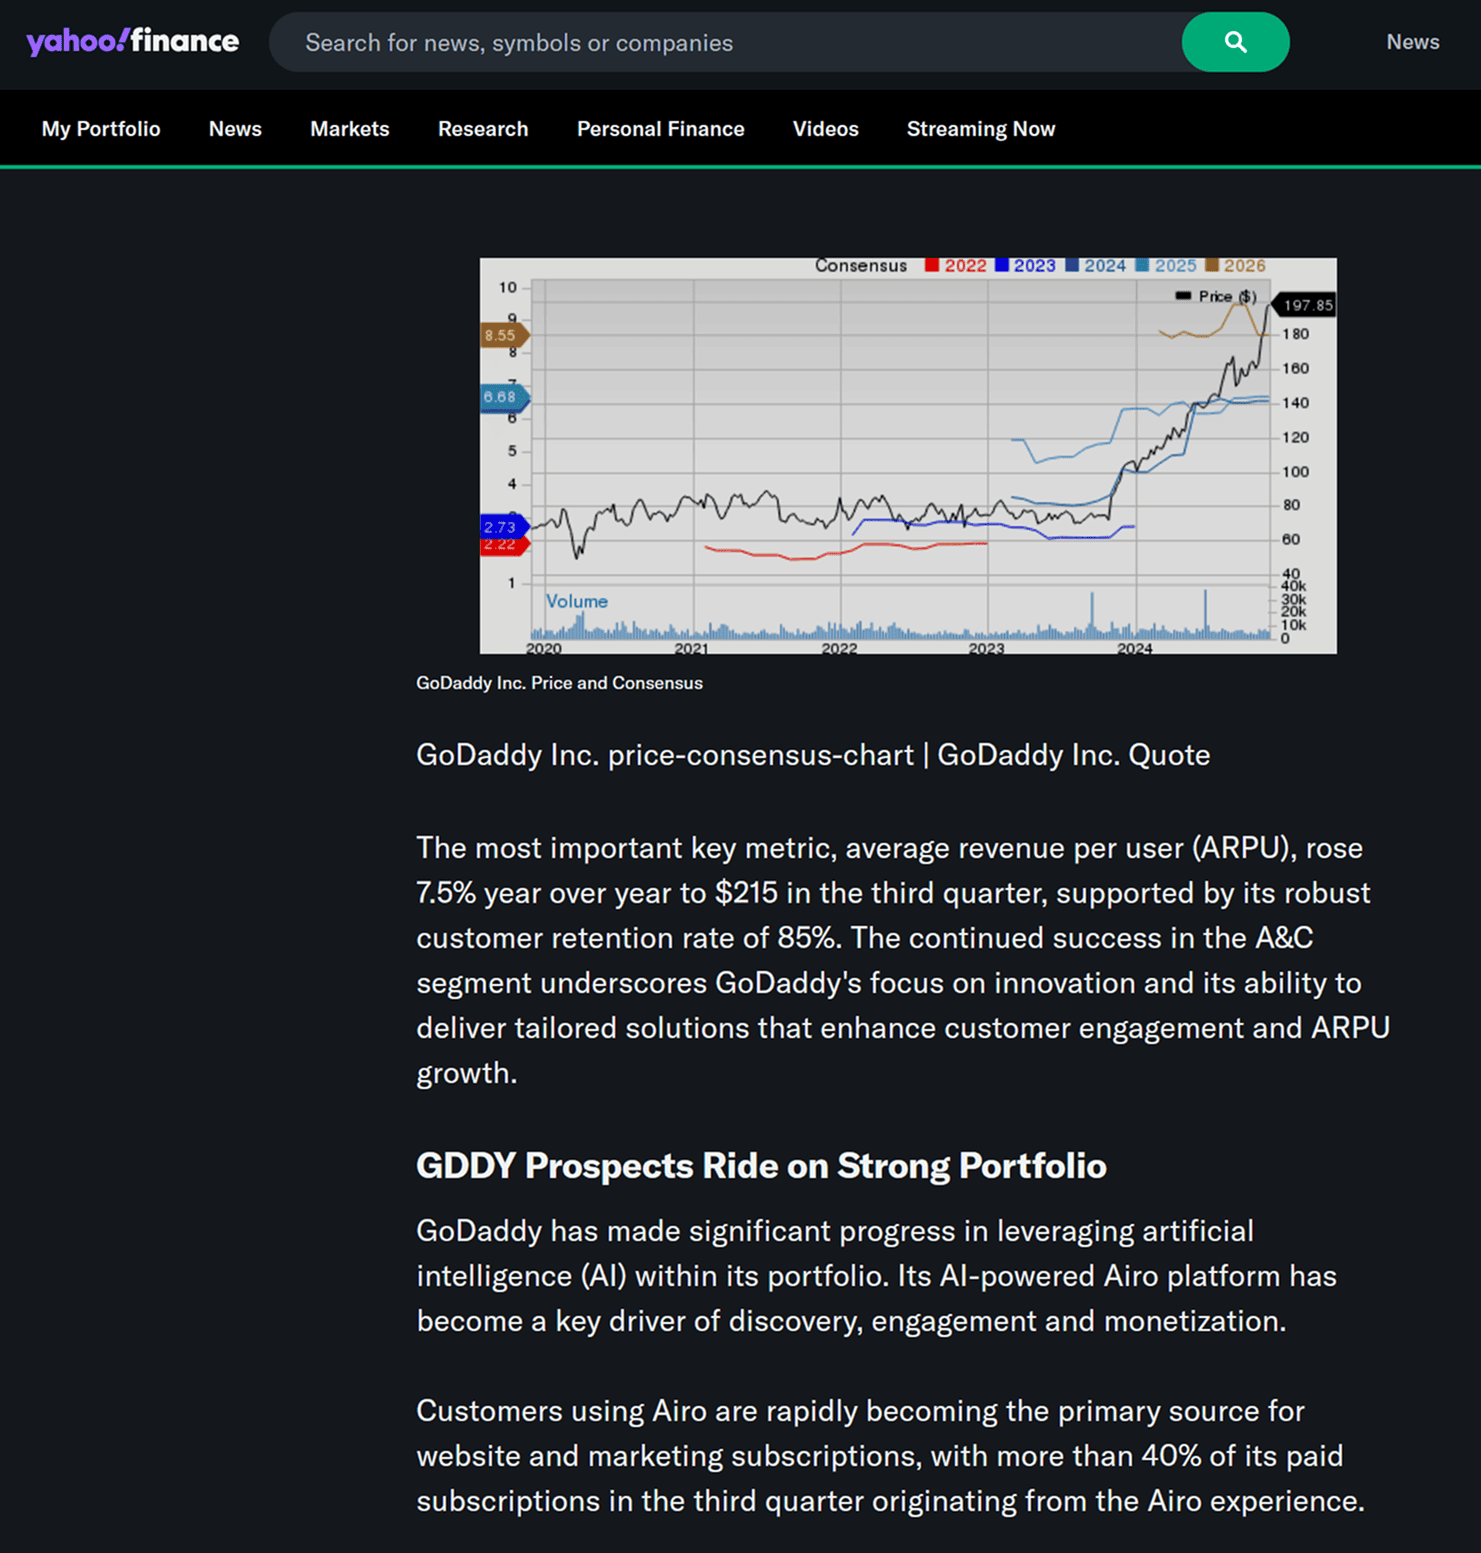 yahoo!finance
Search for news, symbols or companies
News
My Portfolio News Markets Research Personal Finance Videos Streaming Now
Consensus 2022 2023 2024 2025 2026
Price ($)
197.85
10
9
8.55
8
7
6.68
6
5
4
3
2.73
2.22
1
180
160
140
120
100
80
60
40
40k
30k
20k
10k
0
Volume
2020 2021 2022 2023 2024
GoDaddy Inc. Price and Consensus
GoDaddy Inc. price-consensus-chart | GoDaddy Inc. Quote
The most important key metric, average revenue per user (ARPU), rose
7.5% year over year to $215 in the third quarter, supported by its robust
customer retention rate of 85%. The continued success in the A&C
segment underscores GoDaddy's focus on innovation and its ability to
deliver tailored solutions that enhance customer engagement and ARPU
growth.
GDDY Prospects Ride on Strong Portfolio
GoDaddy has made significant progress in leveraging artificial
intelligence (AI) within its portfolio. Its AI-powered Airo platform has
become a key driver of discovery, engagement and monetization.
Customers using Airo are rapidly becoming the primary source for
website and marketing subscriptions, with more than 40% of its paid
subscriptions in the third quarter originating from the Airo experience.